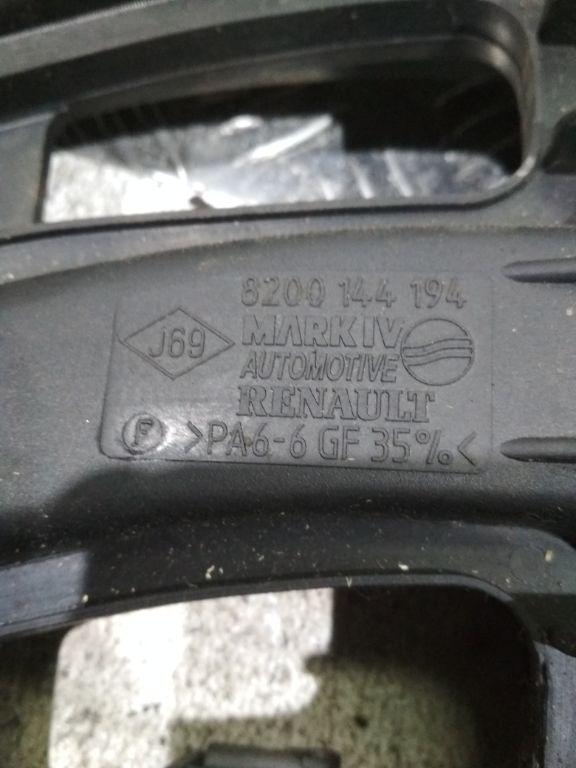 8200 144 194
J69
MARK IV
AUTOMOTIVE
RENAULT
F
>PA6-6 GF 35%<